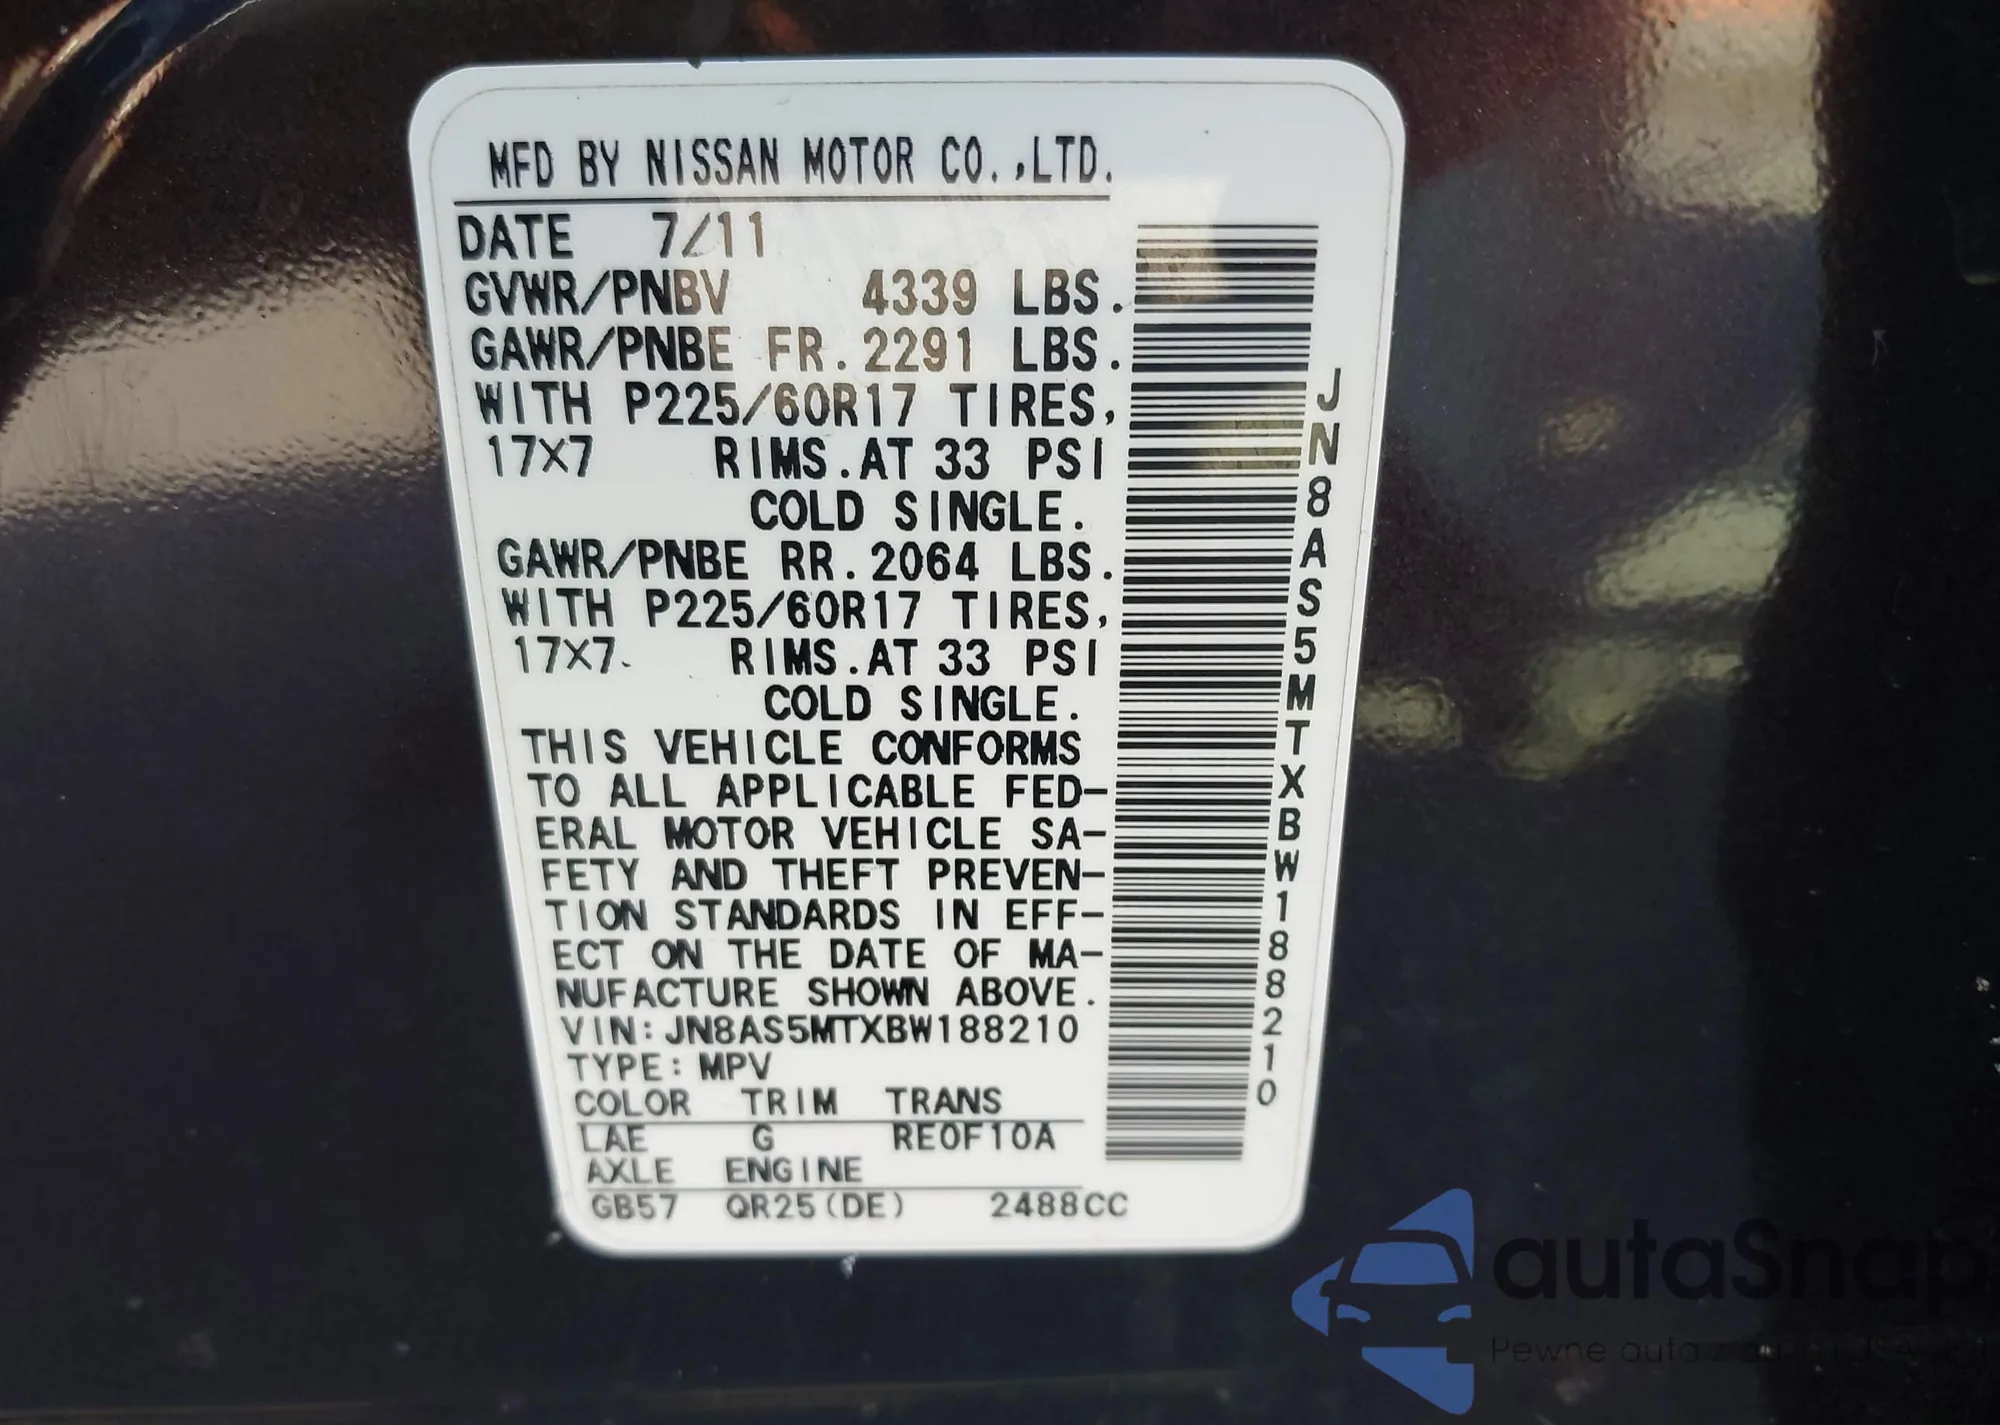 MFD BY NISSAN MOTOR CO.,LTD.
DATE 7/11
GVWR/PNBV 4339 LBS.
GAWR/PNBE FR.2291 LBS.
WITH P225/60R17 TIRES,
17X7 RIMS.AT 33 PSI
COLD SINGLE.
GAWR/PNBE RR.2064 LBS.
WITH P225/60R17 TIRES,
17X7 RIMS.AT 33 PSI
COLD SINGLE.
THIS VEHICLE CONFORMS
TO ALL APPLICABLE FED-
ERAL MOTOR VEHICLE SA-
FETY AND THEFT PREVEN-
TION STANDARDS IN EFF-
ECT ON THE DATE OF MA-
NUFACTURE SHOWN ABOVE.
VIN:JN8AS5MTXBW188210
TYPE:MPV
COLOR TRIM TRANS
LAE G RE0F10A
AXLE ENGINE
GB57 QR25(DE) 2488CC
JN8AS5MTXBW188210
autaSnap
Pewne auta z